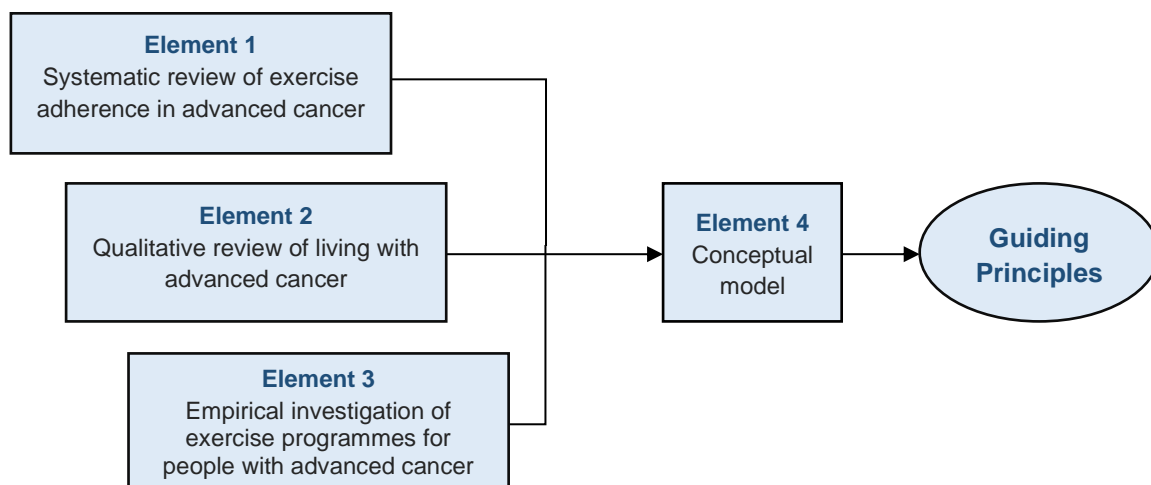 Element 1
Systematic review of exercise
adherence in advanced cancer
Element 2
Qualitative review of living with
advanced cancer
Element 3
Empirical investigation of
exercise programmes for
people with advanced cancer
Element 4
Conceptual
model
Guiding
Principles